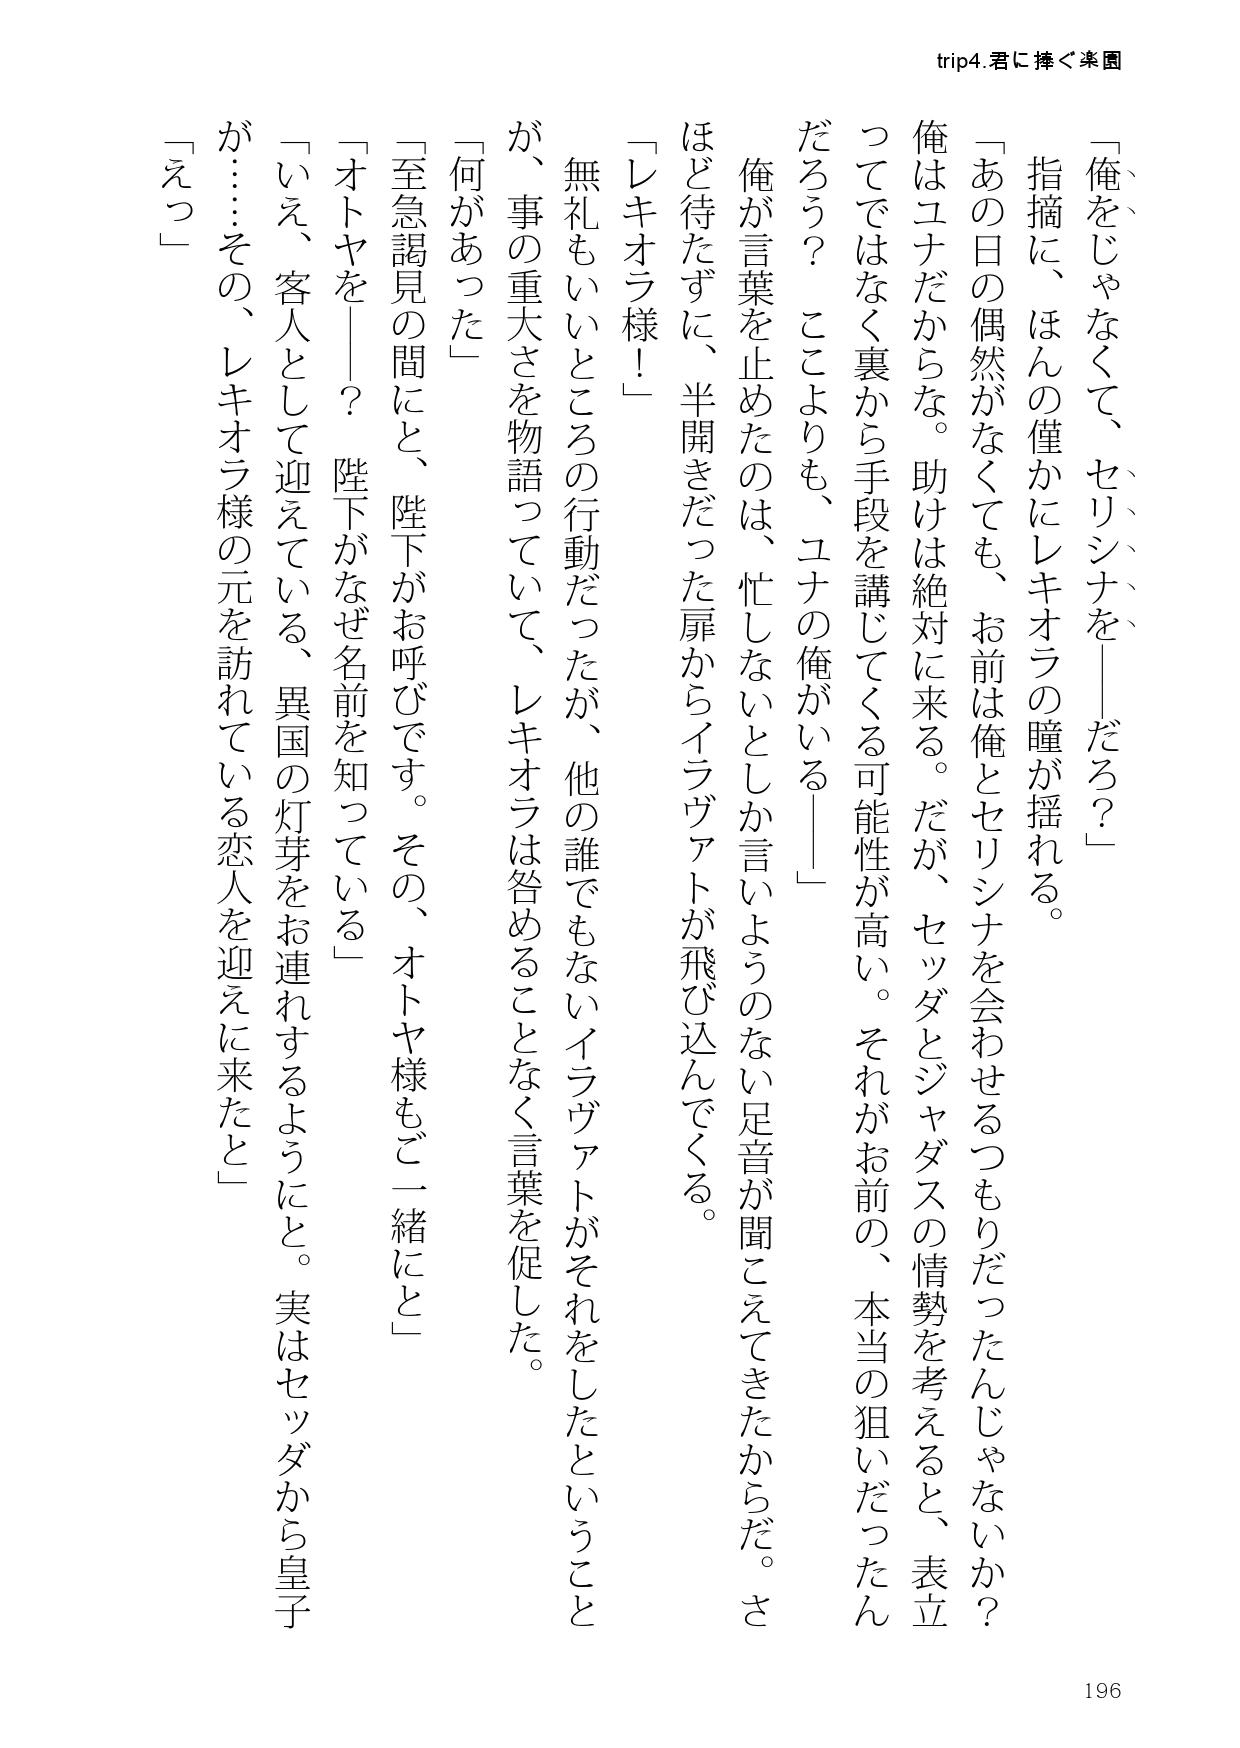 trip4.君に捧ぐ楽園
「俺をじゃなくて、セリシナを――だろ？」
　指摘に、ほんの僅かにレキオラの瞳が揺れる。
「あの日の偶然がなくても、お前は俺とセリシナを会わせるつもりだったんじゃないか？
俺はユナだからな。助けは絶対に来る。だが、セッダとジャダスの情勢を考えると、表立
ってではなく裏から手段を講じてくる可能性が高い。それがお前の、本当の狙いだったん
だろう？　ここよりも、ユナの俺がいる――」
　俺が言葉を止めたのは、忙しないとしか言いようのない足音が聞こえてきたからだ。さ
ほど待たずに、半開きだった扉からイラヴァトが飛び込んでくる。
「レキオラ様！」
　無礼もいいところの行動だったが、他の誰でもないイラヴァトがそれをしたということ
が、事の重大さを物語っていて、レキオラは咎めることなく言葉を促した。
「何があった」
「至急謁見の間にと、陛下がお呼びです。その、オトヤ様もご一緒にと」
「オトヤを――？　陛下がなぜ名前を知っている」
「いえ、客人として迎えている、異国の灯芽をお連れするようにと。実はセッダから皇子
が……その、レキオラ様の元を訪れている恋人を迎えに来たと」
「えっ」
196